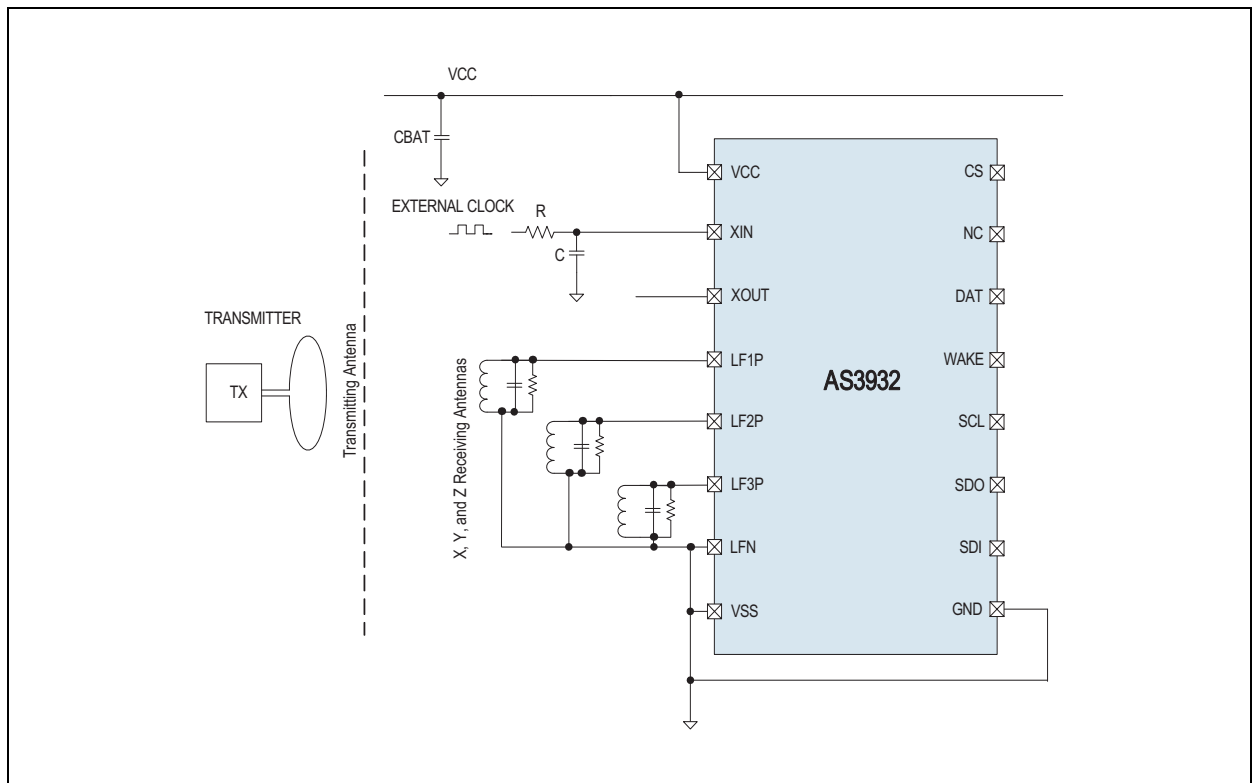 VCC
CBAT
EXTERNAL CLOCK
R
C
TRANSMITTER
TX
Transmitting Antenna
X, Y, and Z Receiving Antennas
VCC
XIN
XOUT
LF1P
LF2P
LF3P
LFN
VSS
AS3932
CS
NC
DAT
WAKE
SCL
SDO
SDI
GND